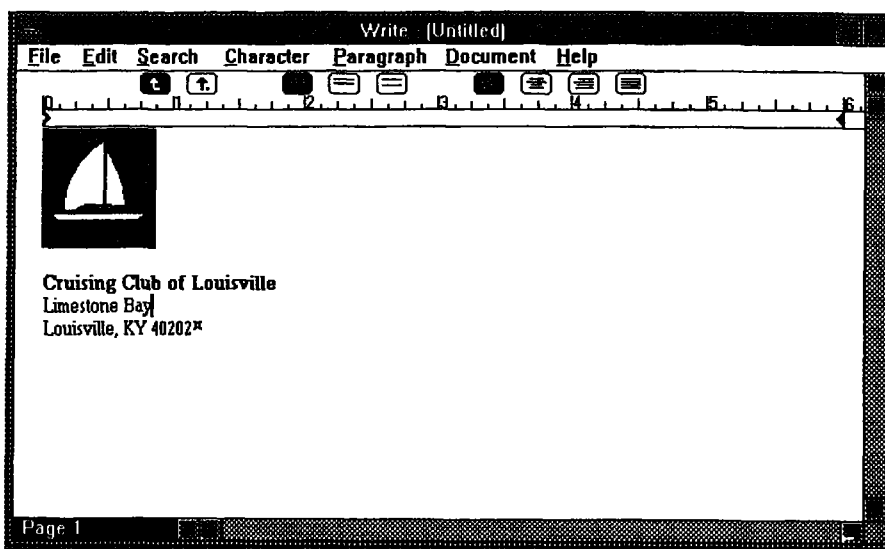 Write - (Untitled)
File Edit Search Character Paragraph Document Help
0 1 2 3 4 5 6
Cruising Club of Louisville
Limestone Bay
Louisville, KY 40202¤
Page 1